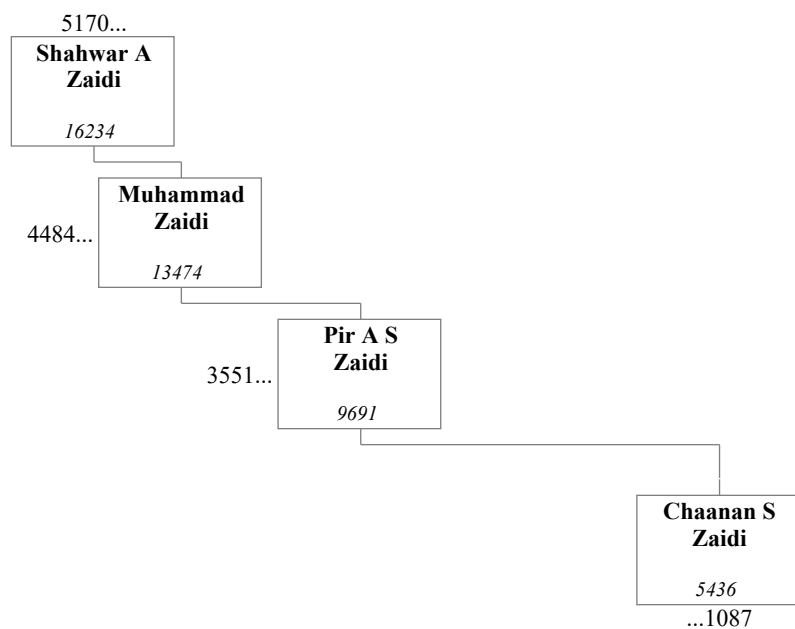 5170...
Shahwar A
Zaidi
16234
Muhammad
Zaidi
4484...
13474
Pir A S
Zaidi
3551...
9691
Chaanan S
Zaidi
5436
...1087